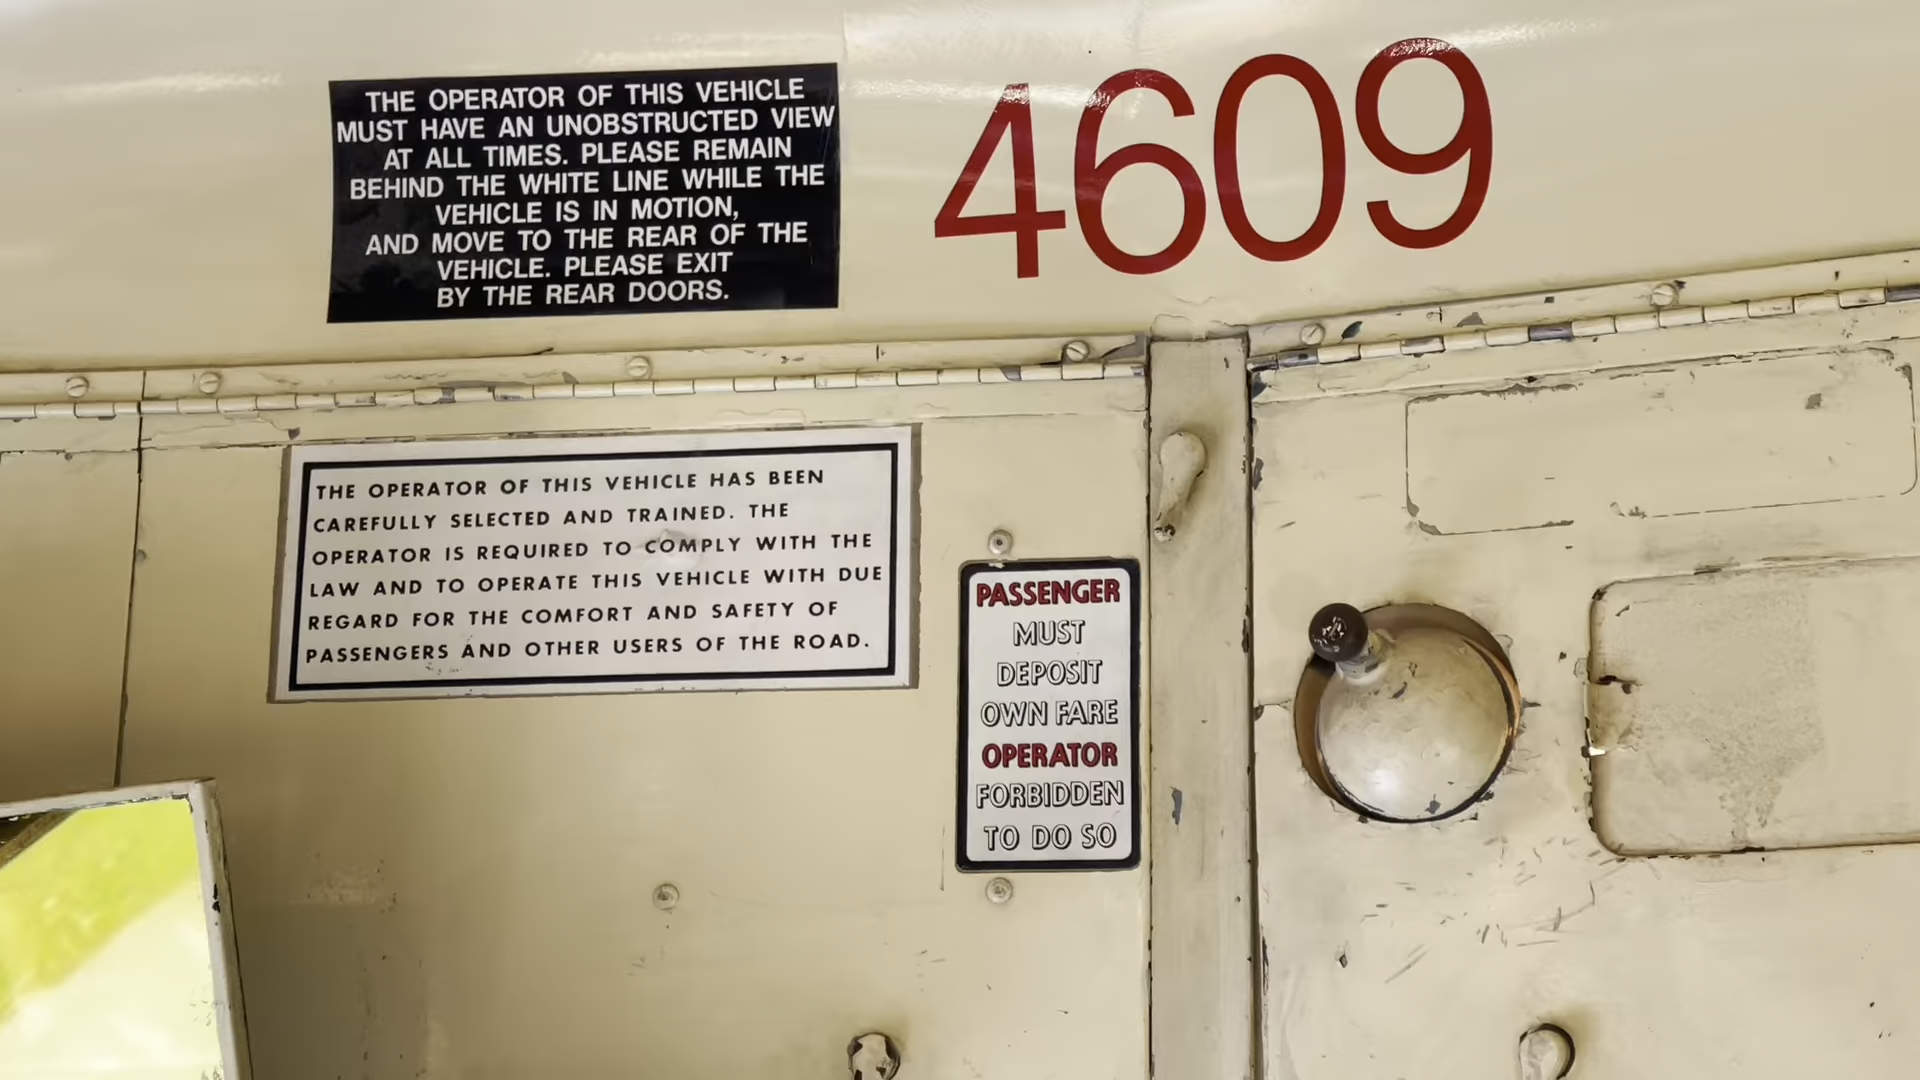 THE OPERATOR OF THIS VEHICLE
MUST HAVE AN UNOBSTRUCTED VIEW
AT ALL TIMES. PLEASE REMAIN
BEHIND THE WHITE LINE WHILE THE
VEHICLE IS IN MOTION,
AND MOVE TO THE REAR OF THE
VEHICLE. PLEASE EXIT
BY THE REAR DOORS.
4609
THE OPERATOR OF THIS VEHICLE HAS BEEN
CAREFULLY SELECTED AND TRAINED. THE
OPERATOR IS REQUIRED TO COMPLY WITH THE
LAW AND TO OPERATE THIS VEHICLE WITH DUE
REGARD FOR THE COMFORT AND SAFETY OF
PASSENGERS AND OTHER USERS OF THE ROAD.
PASSENGER
MUST
DEPOSIT
OWN FARE
OPERATOR
FORBIDDEN
TO DO SO